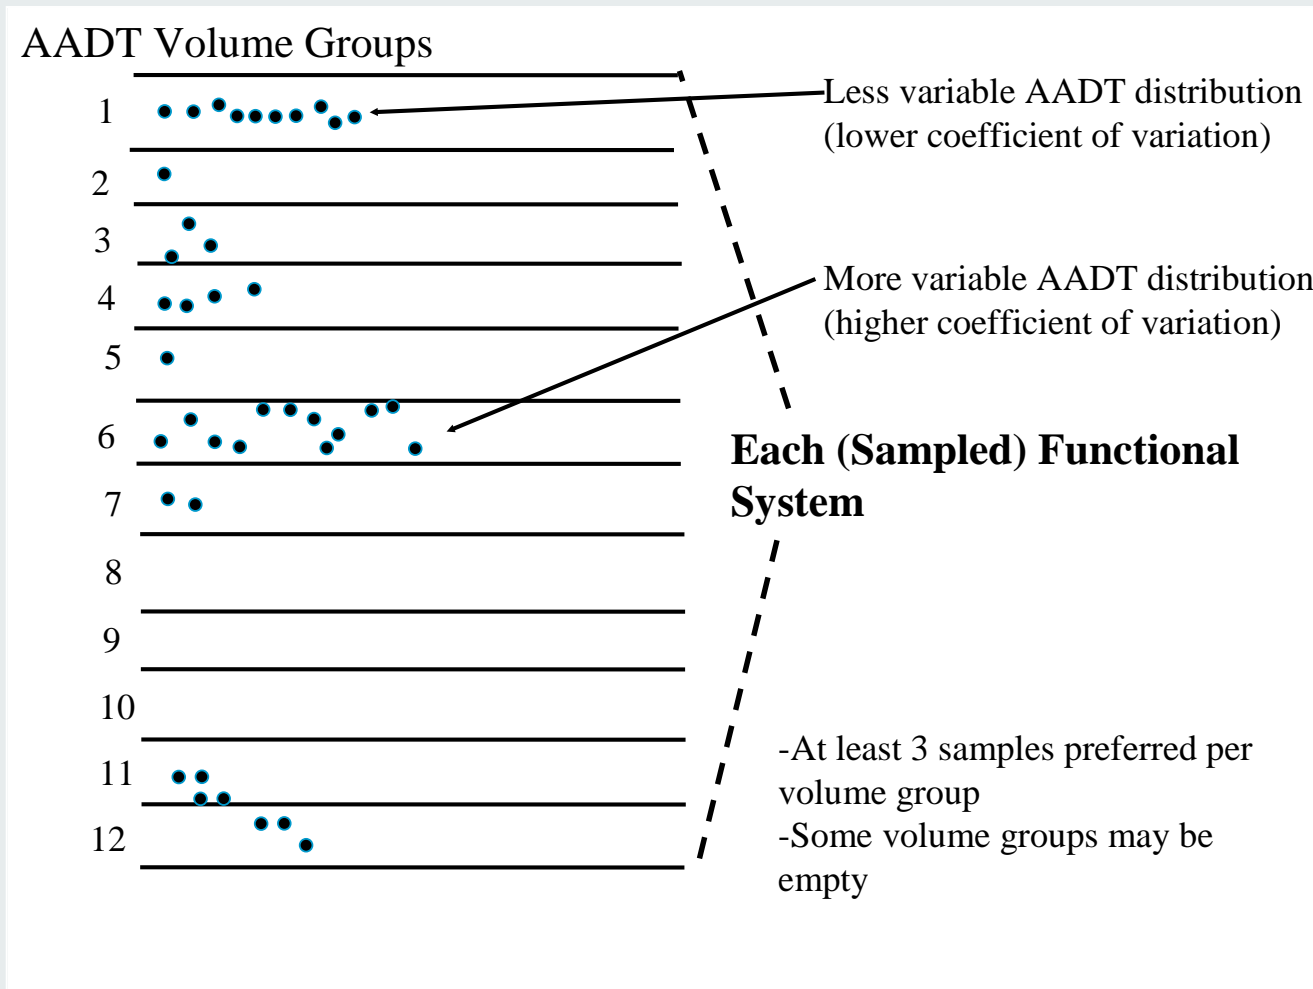 AADT Volume Groups
1
Less variable AADT distribution
(lower coefficient of variation)
2
3
4
More variable AADT distribution
(higher coefficient of variation)
5
6
Each (Sampled) Functional
System
7
8
9
10
11
12
-At least 3 samples preferred per
volume group
-Some volume groups may be
empty